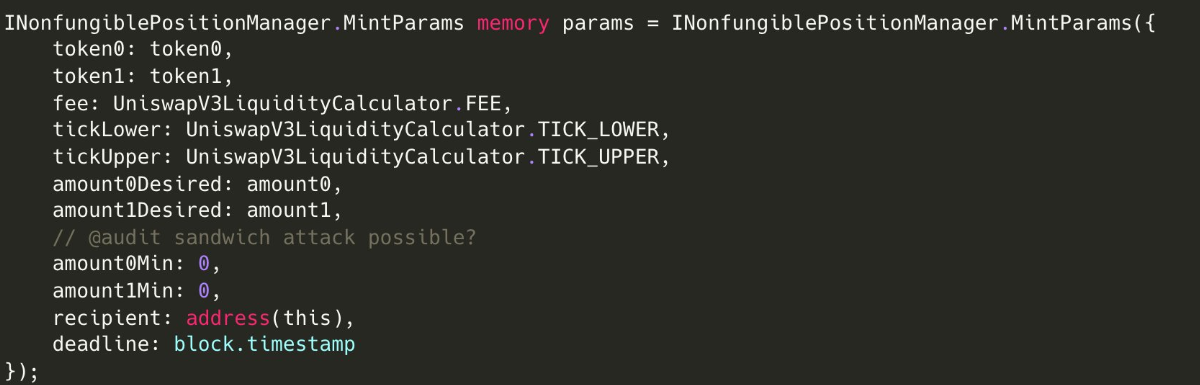 INonfungiblePositionManager.MintParams memory params = INonfungiblePositionManager.MintParams({
    token0: token0,
    token1: token1,
    fee: UniswapV3LiquidityCalculator.FEE,
    tickLower: UniswapV3LiquidityCalculator.TICK_LOWER,
    tickUpper: UniswapV3LiquidityCalculator.TICK_UPPER,
    amount0Desired: amount0,
    amount1Desired: amount1,
    // @audit sandwich attack possible?
    amount0Min: 0,
    amount1Min: 0,
    recipient: address(this),
    deadline: block.timestamp
});